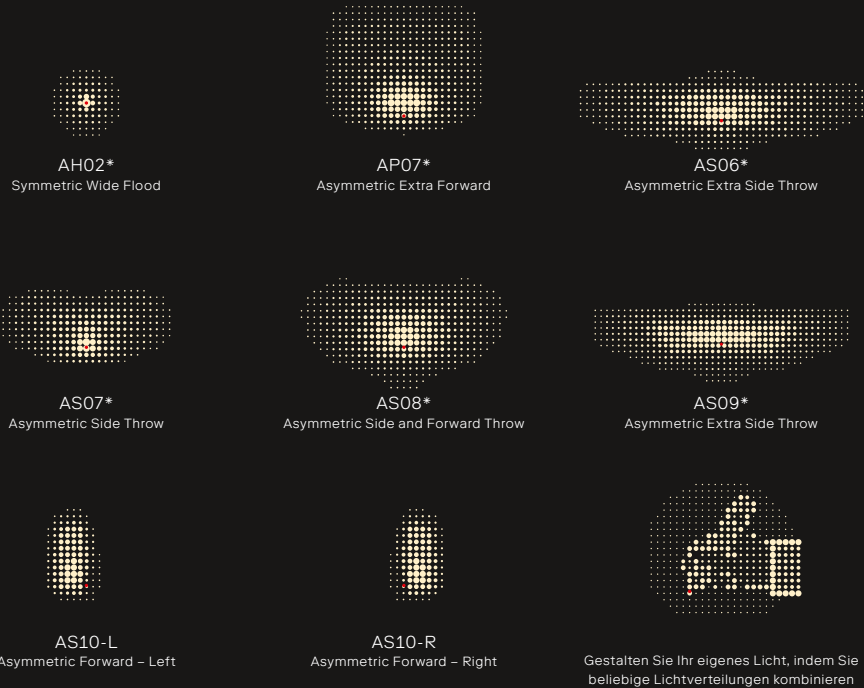 AH02*
Symmetric Wide Flood
AP07*
Asymmetric Extra Forward
AS06*
Asymmetric Extra Side Throw
AS07*
Asymmetric Side Throw
AS08*
Asymmetric Side and Forward Throw
AS09*
Asymmetric Extra Side Throw
AS10-L
Asymmetric Forward – Left
AS10-R
Asymmetric Forward – Right
Gestalten Sie Ihr eigenes Licht, indem Sie
beliebige Lichtverteilungen kombinieren